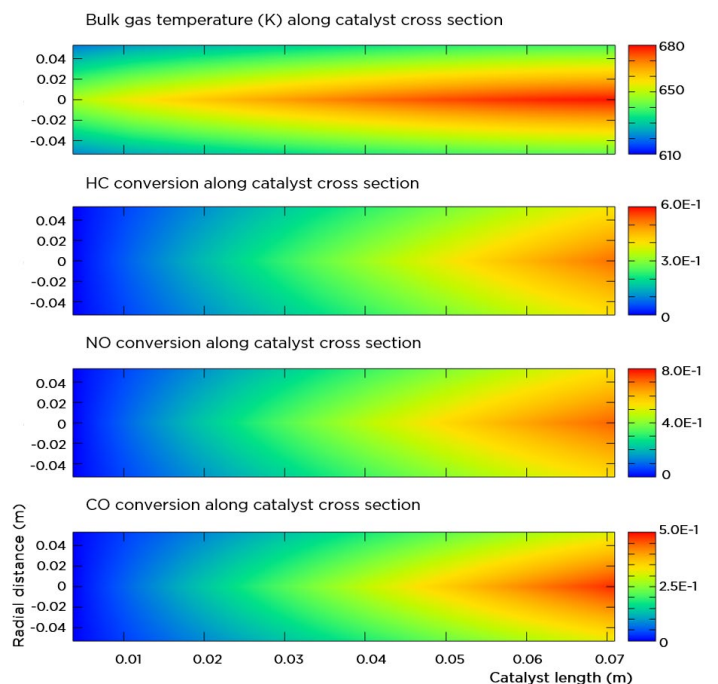 Bulk gas temperature (K) along catalyst cross section
0.04
0.02
0
-0.02
-0.04
680
650
610
HC conversion along catalyst cross section
0.04
0.02
0
-0.02
-0.04
6.0E-1
3.0E-1
0
NO conversion along catalyst cross section
0.04
0.02
0
-0.02
-0.04
8.0E-1
4.0E-1
0
CO conversion along catalyst cross section
0.04
0.02
0
-0.02
-0.04
5.0E-1
2.5E-1
0
Radial distance (m)
0.01 0.02 0.03 0.04 0.05 0.06 0.07
Catalyst length (m)